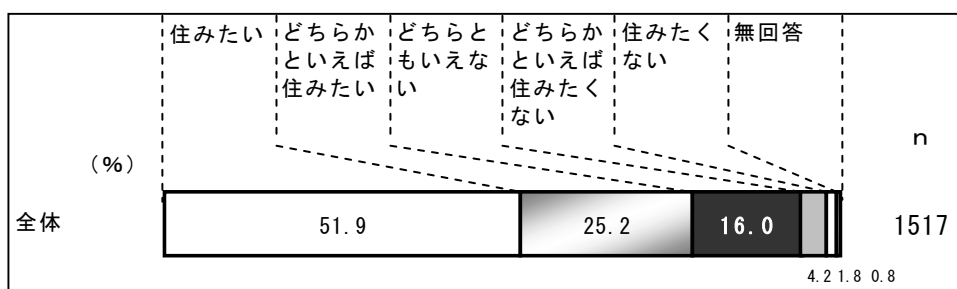 住みたい
どちらか
といえば
住みたい
どちらと
もいえな
い
どちらか
といえば
住みたく
ない
住みたく
ない
無回答
n
（%）
全体
51.9
25.2
16.0
1517
4.2 1.8 0.8